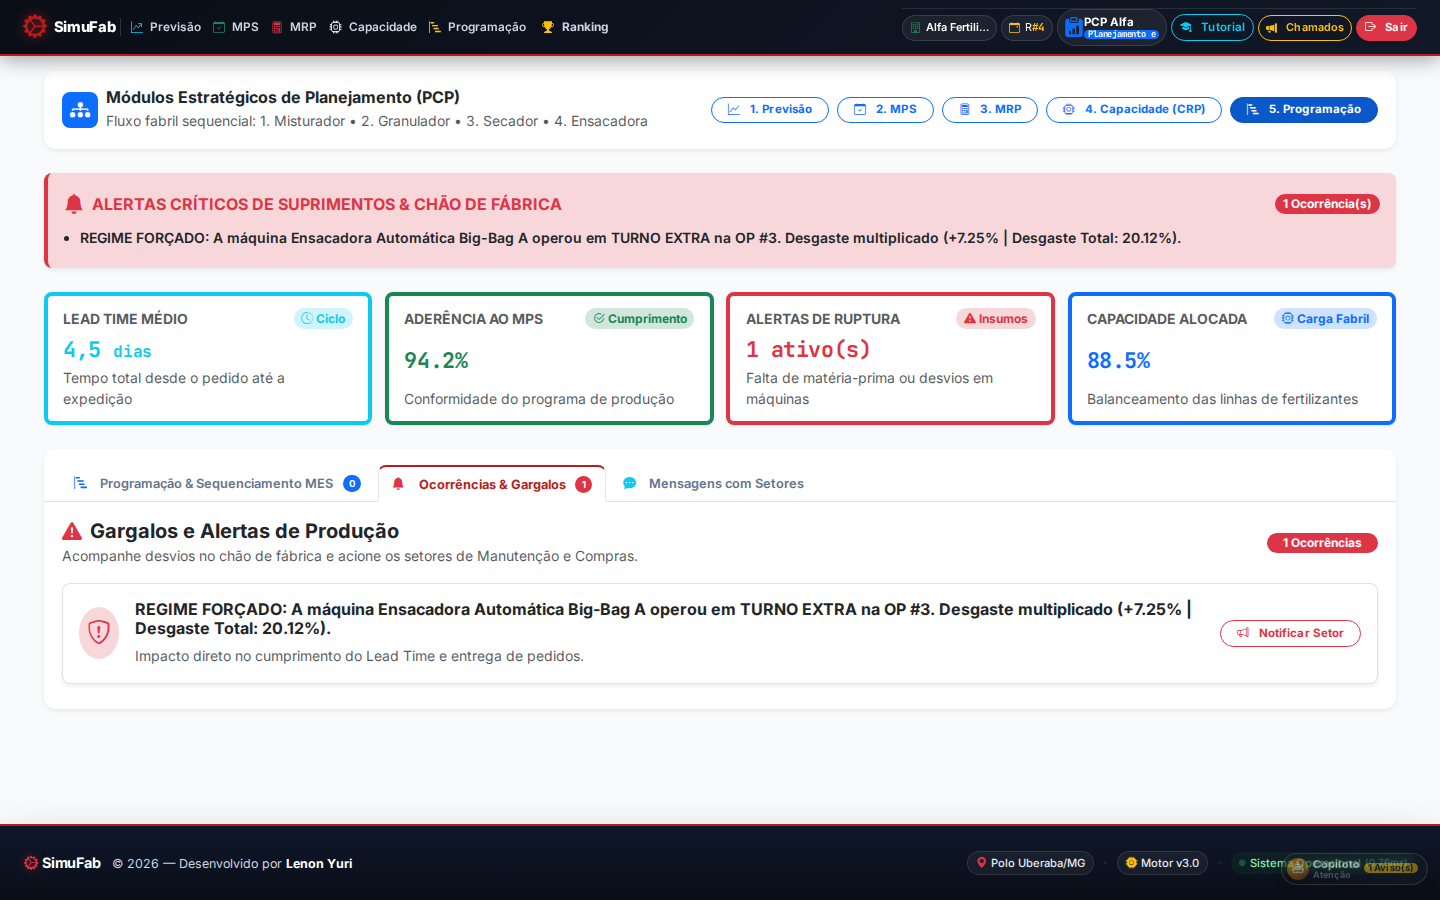 SimuFab
Previsão
MPS
MRP
Capacidade
Programação
Ranking
Alfa Fertili...
R#4
PCP Alfa
Planejamento e
Tutorial
Chamados
Sair
Módulos Estratégicos de Planejamento (PCP)
Fluxo fabril sequencial: 1. Misturador • 2. Granulador • 3. Secador • 4. Ensacadora
1. Previsão
2. MPS
3. MRP
4. Capacidade (CRP)
5. Programação
ALERTAS CRÍTICOS DE SUPRIMENTOS & CHÃO DE FÁBRICA
1 Ocorrência(s)
• REGIME FORÇADO: A máquina Ensacadora Automática Big-Bag A operou em TURNO EXTRA na OP #3. Desgaste multiplicado (+7.25% | Desgaste Total: 20.12%).
LEAD TIME MÉDIO
Ciclo
4,5 dias
Tempo total desde o pedido até a
expedição
ADERÊNCIA AO MPS
Cumprimento
94.2%
Conformidade do programa de produção
ALERTAS DE RUPTURA
Insumos
1 ativo(s)
Falta de matéria-prima ou desvios em
máquinas
CAPACIDADE ALOCADA
Carga Fabril
88.5%
Balanceamento das linhas de fertilizantes
Programação & Sequenciamento MES 0
Ocorrências & Gargalos 1
Mensagens com Setores
Gargalos e Alertas de Produção
Acompanhe desvios no chão de fábrica e acione os setores de Manutenção e Compras.
1 Ocorrências
REGIME FORÇADO: A máquina Ensacadora Automática Big-Bag A operou em TURNO EXTRA na OP #3. Desgaste multiplicado (+7.25% |
Desgaste Total: 20.12%).
Impacto direto no cumprimento do Lead Time e entrega de pedidos.
Notificar Setor
SimuFab
© 2026 — Desenvolvido por Lenon Yuri
Polo Uberaba/MG
Motor v3.0
Sistema
Copiloto
Atenção
1 Aviso(s)